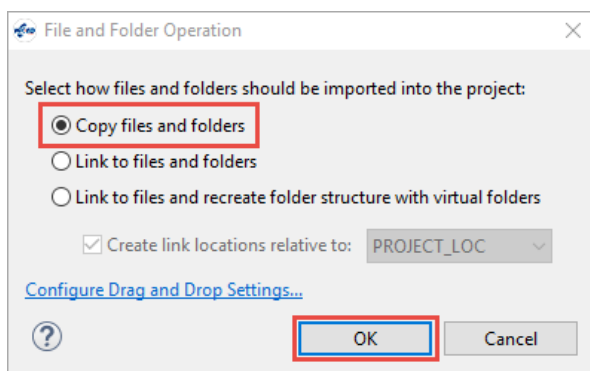 File and Folder Operation
Select how files and folders should be imported into the project:
Copy files and folders
Link to files and folders
Link to files and recreate folder structure with virtual folders
Create link locations relative to: PROJECT_LOC
Configure Drag and Drop Settings...
? OK Cancel